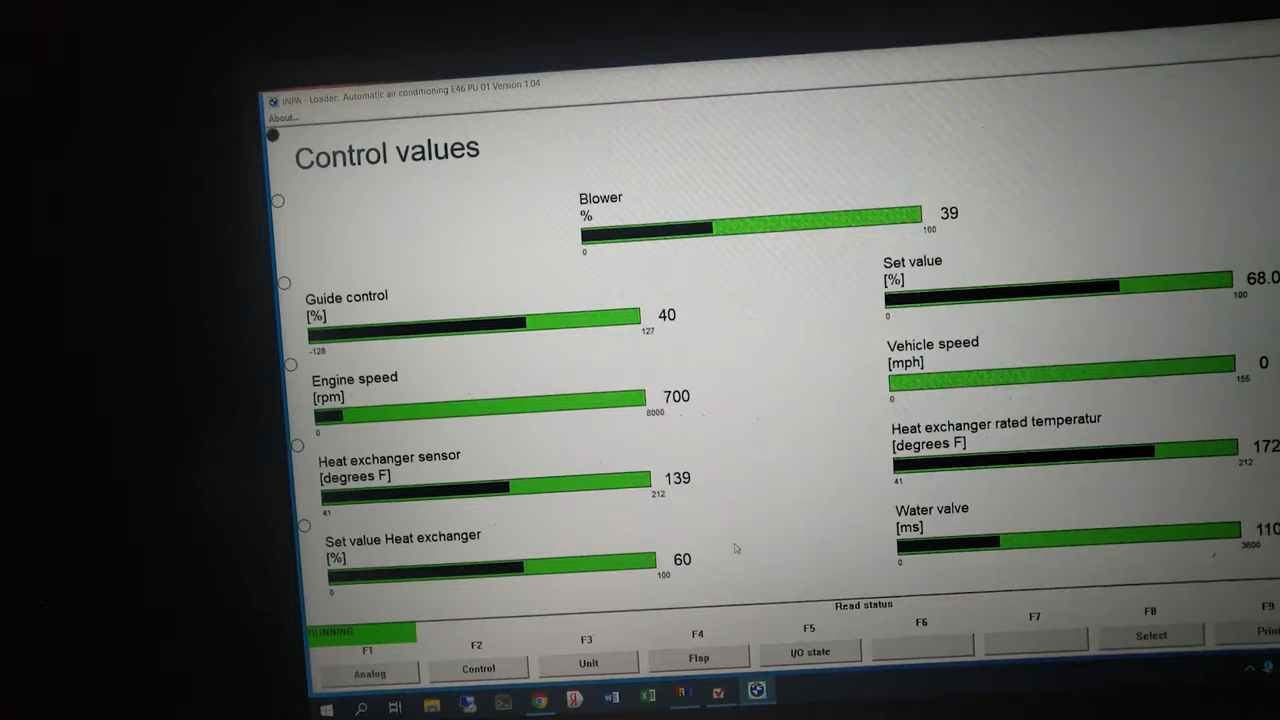 INPA - Loader: Automatic air conditioning E46 PU 01 Version 1.04
About...
Control values
Blower
%
39
0
100
Guide control
[%]
40
-128
127
Set value
[%]
68.0
0
100
Engine speed
[rpm]
700
0
8000
Vehicle speed
[mph]
0
0
155
Heat exchanger sensor
[degrees F]
139
41
212
Heat exchanger rated temperatur
[degrees F]
172
41
212
Set value Heat exchanger
[%]
60
0
100
Water valve
[ms]
110
0
3600
Read status
RUNNING
F1 F2 F3 F4 F5 F6 F7 F8 F9
Analog Control Unit Flap I/O state Select Prin